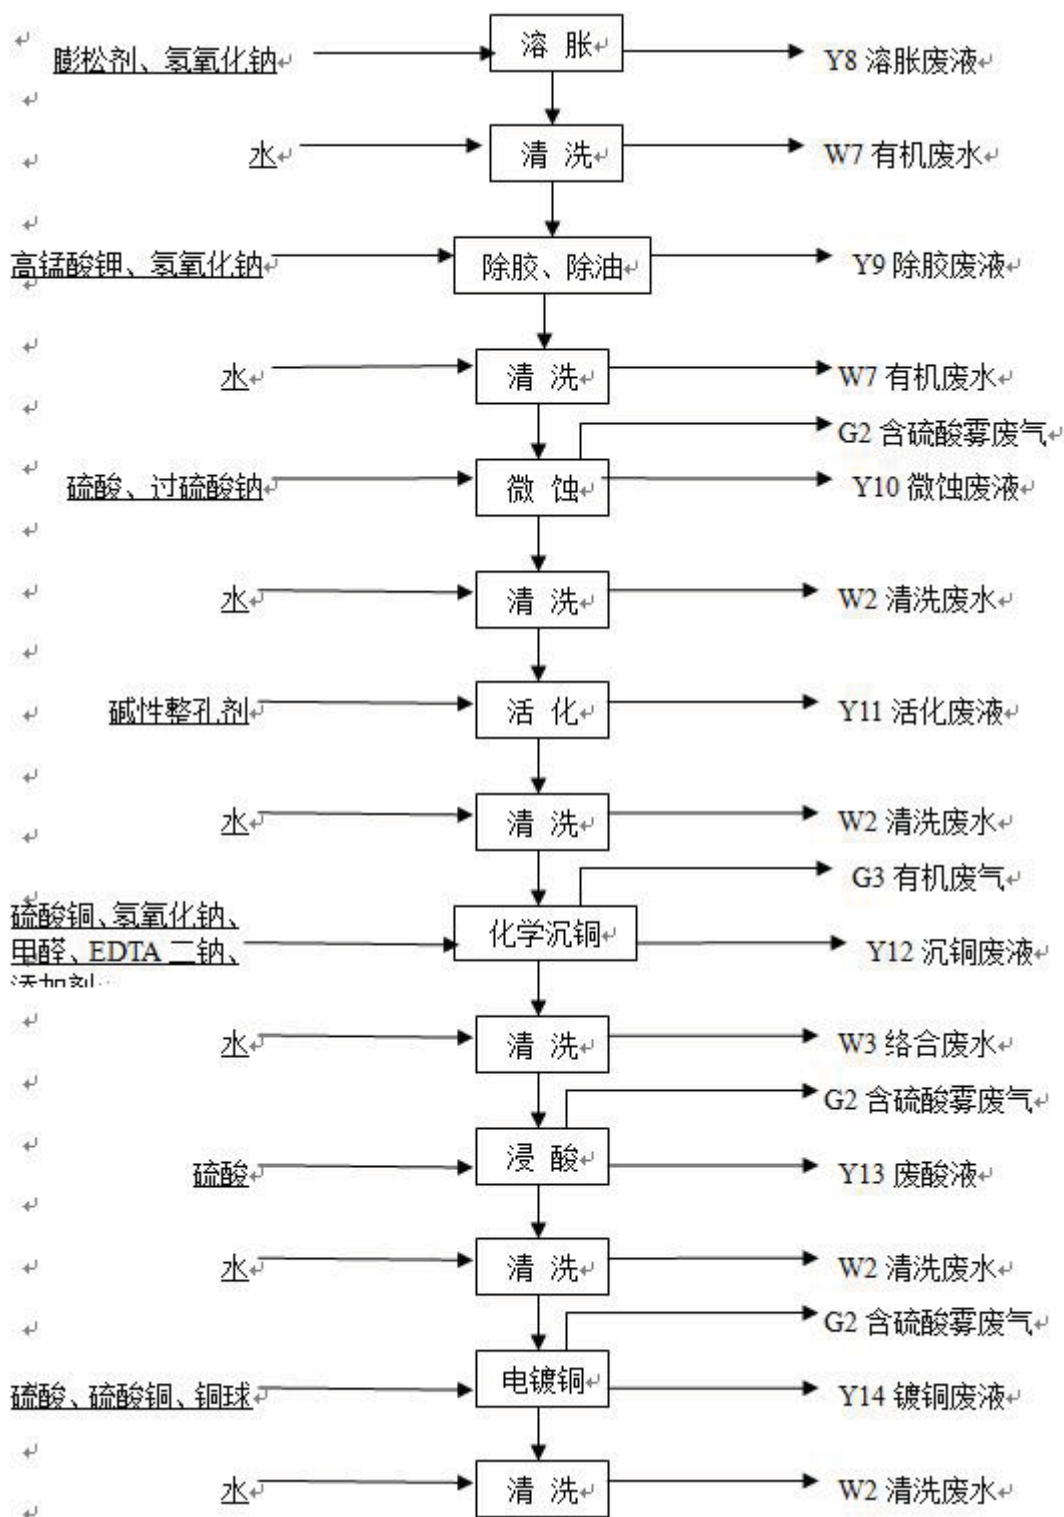 膨松剂、氢氧化钠
溶 胀
Y8 溶胀废液
水
清 洗
W7 有机废水
高锰酸钾、氢氧化钠
除胶、除油
Y9 除胶废液
水
清 洗
W7 有机废水
G2 含硫酸雾废气
硫酸、过硫酸钠
微 蚀
Y10 微蚀废液
水
清 洗
W2 清洗废水
碱性整孔剂
活 化
Y11 活化废液
水
清 洗
W2 清洗废水
G3 有机废气
硫酸铜、氢氧化钠、
甲醛、EDTA 二钠、
添加剂
化学沉铜
Y12 沉铜废液
水
清 洗
W3 络合废水
G2 含硫酸雾废气
硫酸
浸 酸
Y13 废酸液
水
清 洗
W2 清洗废水
G2 含硫酸雾废气
硫酸、硫酸铜、铜球
电镀铜
Y14 镀铜废液
水
清 洗
W2 清洗废水